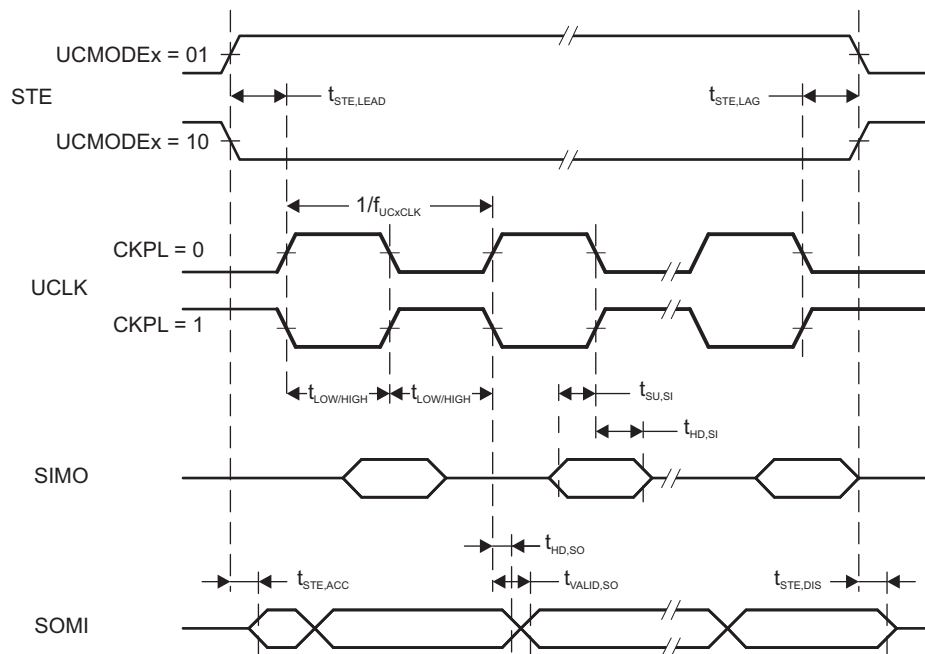 UCMODEx = 01
STE
t_STE,LEAD
t_STE,LAG
UCMODEx = 10
1/f_UCxCLK
CKPL = 0
UCLK
CKPL = 1
t_LOW/HIGH
t_LOW/HIGH
t_SU,SI
t_HD,SI
SIMO
t_HD,SO
t_STE,ACC
t_VALID,SO
t_STE,DIS
SOMI